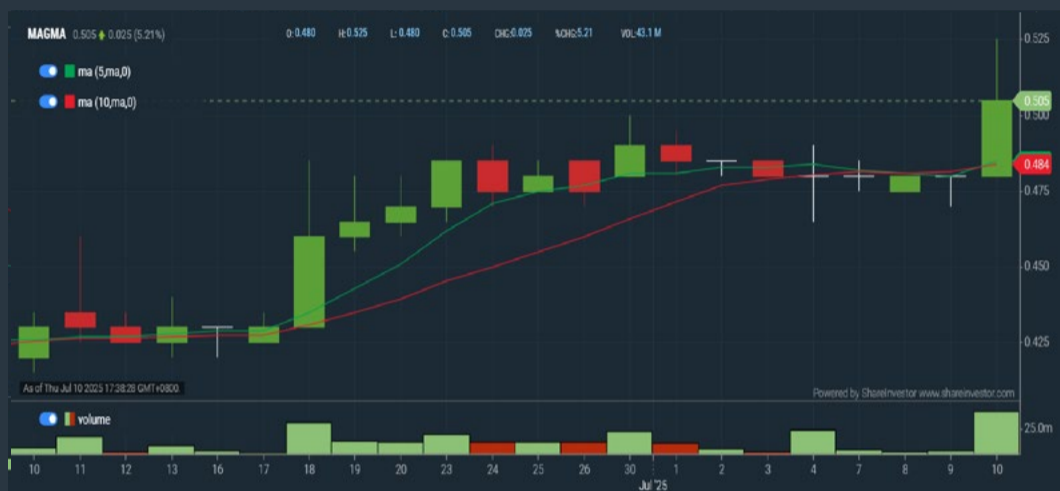 MAGMA 0.505 0.025 (5.21%) O: 0.480 H: 0.525 L: 0.480 C: 0.505 CHG:0.025 %CHG:5.21 VOL:43.1 M
ma (5,ma,0)
ma (10,ma,0)
0.525
0.505
0.500
0.484
0.475
0.450
0.425
As of Thu Jul 10 2025 17:38:28 GMT+0800.
Powered by ShareInvestor www.shareinvestor.com
volume
25.0m
10 11 12 13 16 17 18 19 20 23 24 25 26 30 1 2 3 4 7 8 9 10
Jul '25